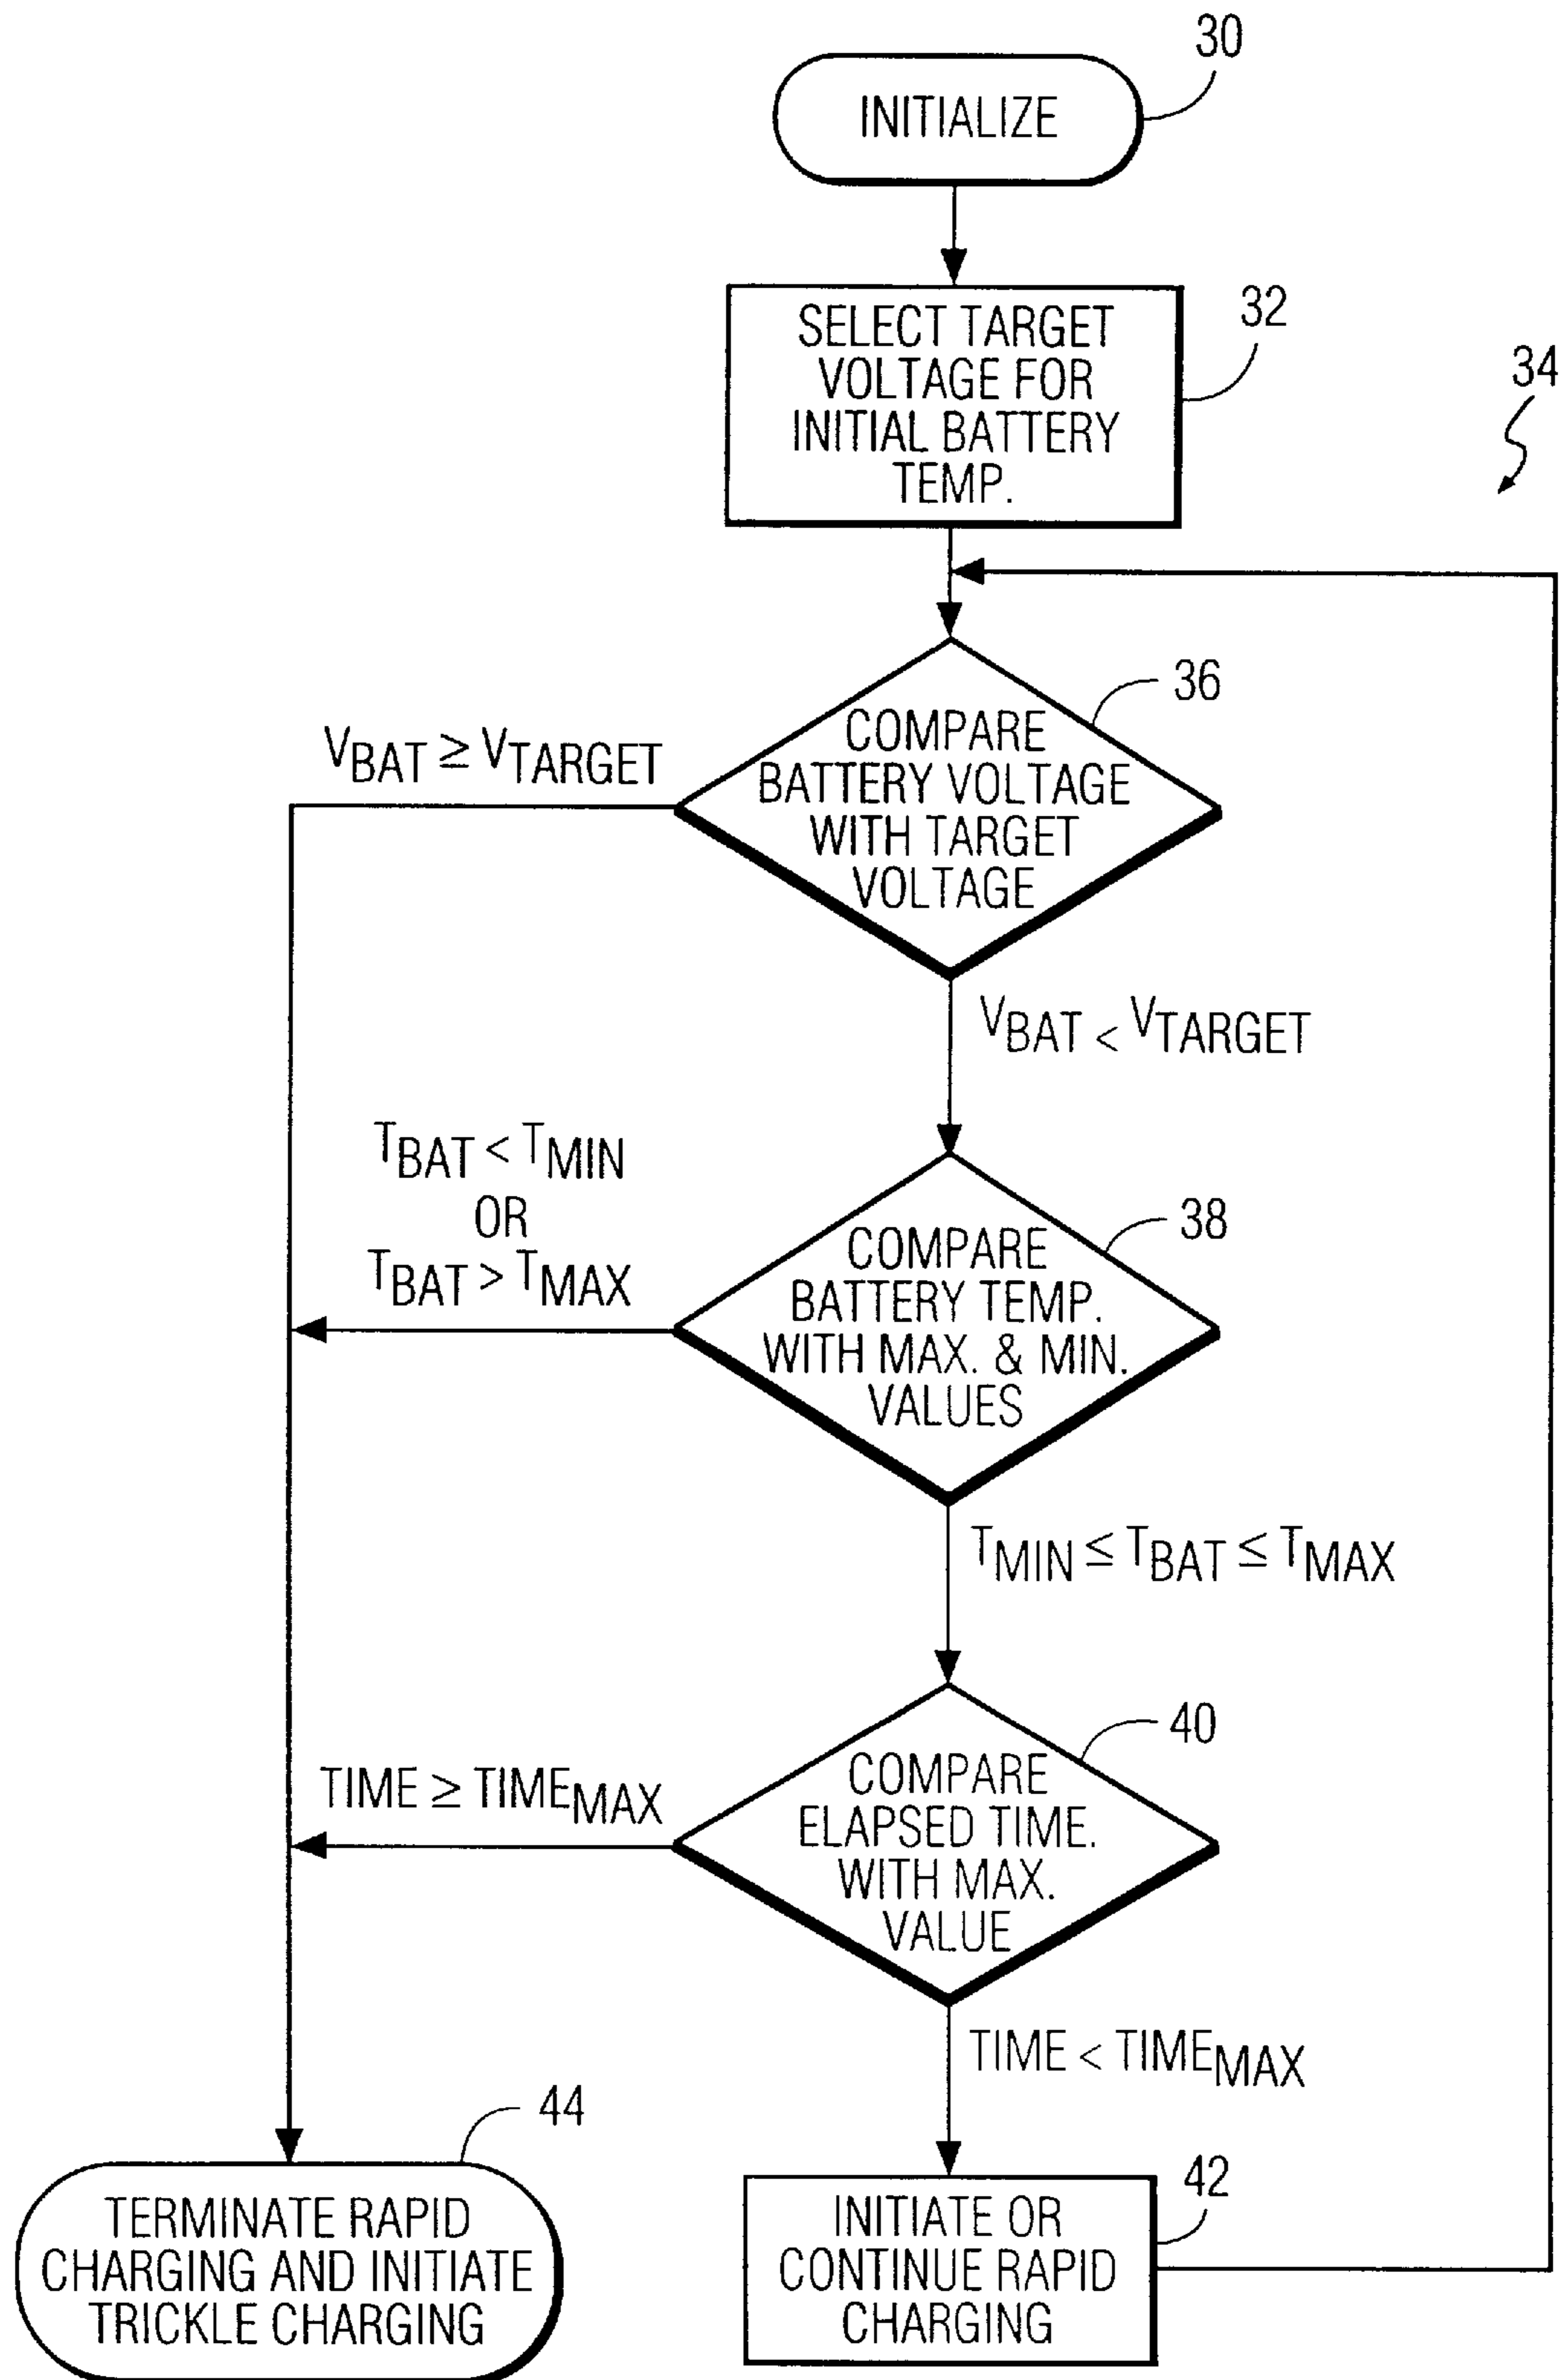 30
INITIALIZE
32
SELECT TARGET
VOLTAGE FOR
INITIAL BATTERY
TEMP.
34
36
COMPARE
BATTERY VOLTAGE
WITH TARGET
VOLTAGE
VBAT ≥ VTARGET
VBAT < VTARGET
TBAT < TMIN
OR
TBAT > TMAX
38
COMPARE
BATTERY TEMP.
WITH MAX. & MIN.
VALUES
TMIN ≤ TBAT ≤ TMAX
40
COMPARE
ELAPSED TIME.
WITH MAX.
VALUE
TIME ≥ TIMEMAX
TIME < TIMEMAX
44
TERMINATE RAPID
CHARGING AND INITIATE
TRICKLE CHARGING
42
INITIATE OR
CONTINUE RAPID
CHARGING